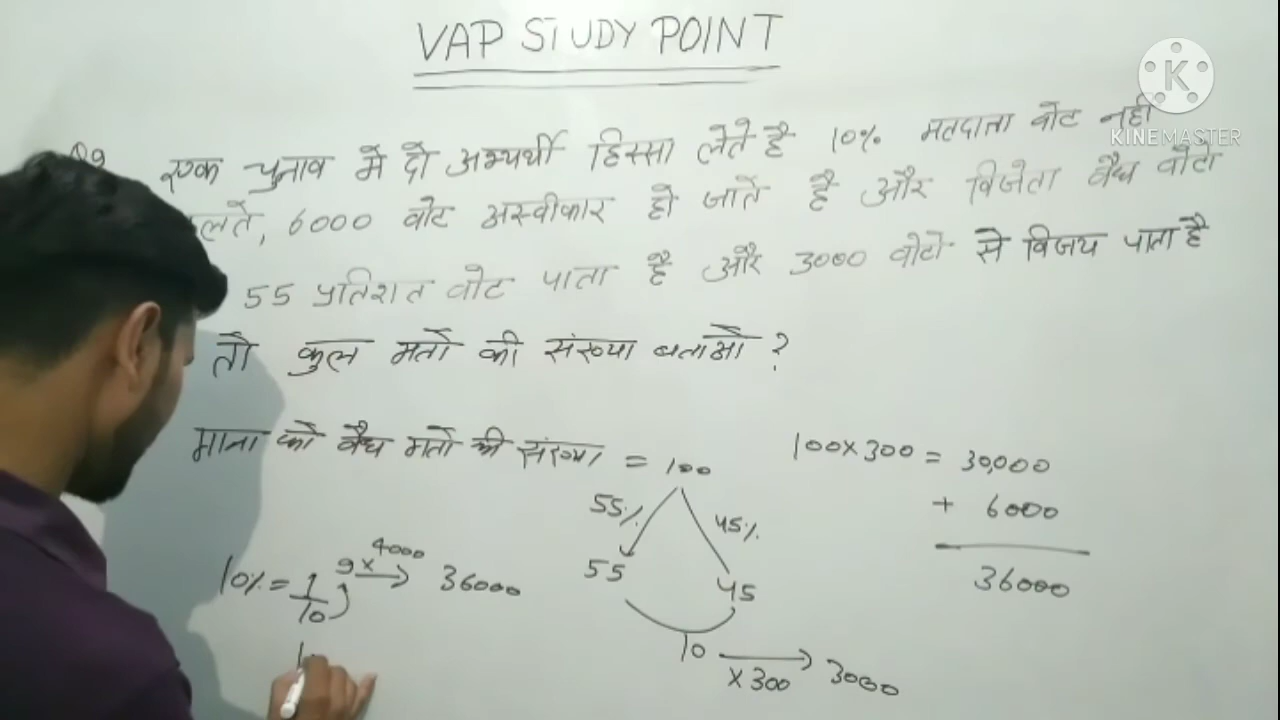 VAP STUDY POINT
K
KINEMASTER
एक चुनाव मे दो अभ्यर्थी हिस्सा लेते है 10% मतदाता वोट नही
6000 वोट अस्वीकार हो जाते है और विजेता वैध वोटो
55 प्रतिशत वोट पाता है और 3000 वोटो से विजय पाता है
तो कुल मतो की संख्या बताओ ?
माना को वैध मतो की संख्या = 100
55% 45%
55 45
10 ×300 3000
100×300 = 30,000
+ 6000
36000
10% = 1/10 9 × 4000 36000